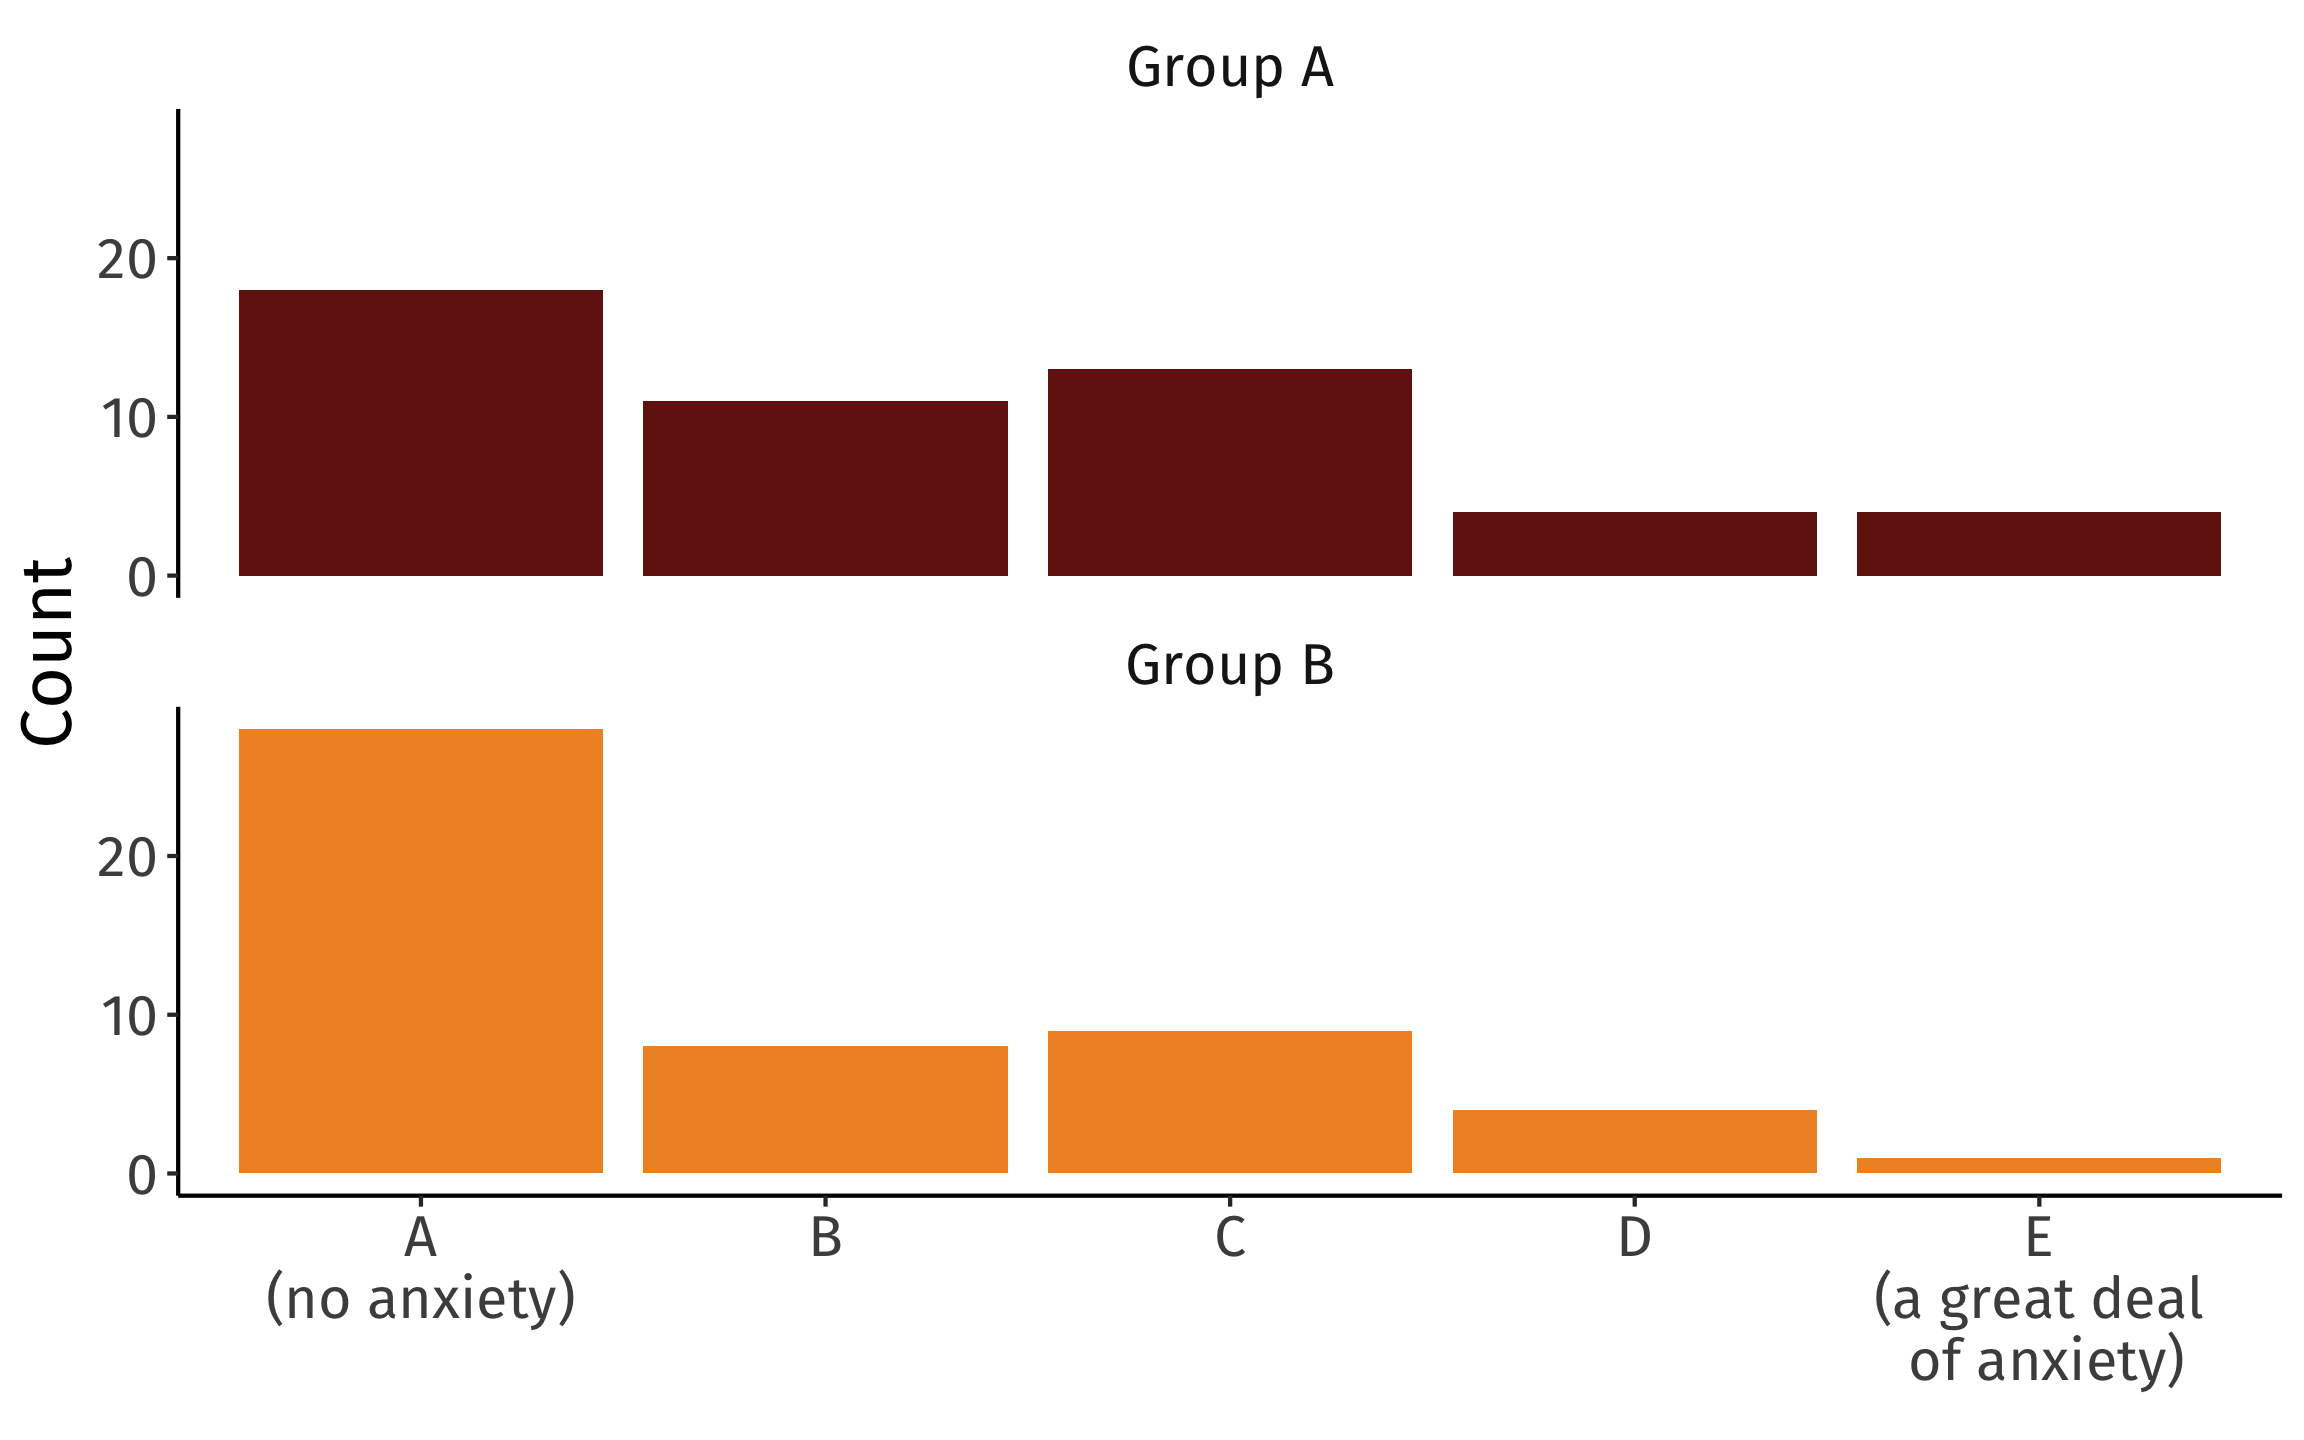 Group A
20
10
0
Count
Group B
20
10
0
A
(no anxiety)
B
C
D
E
(a great deal
of anxiety)